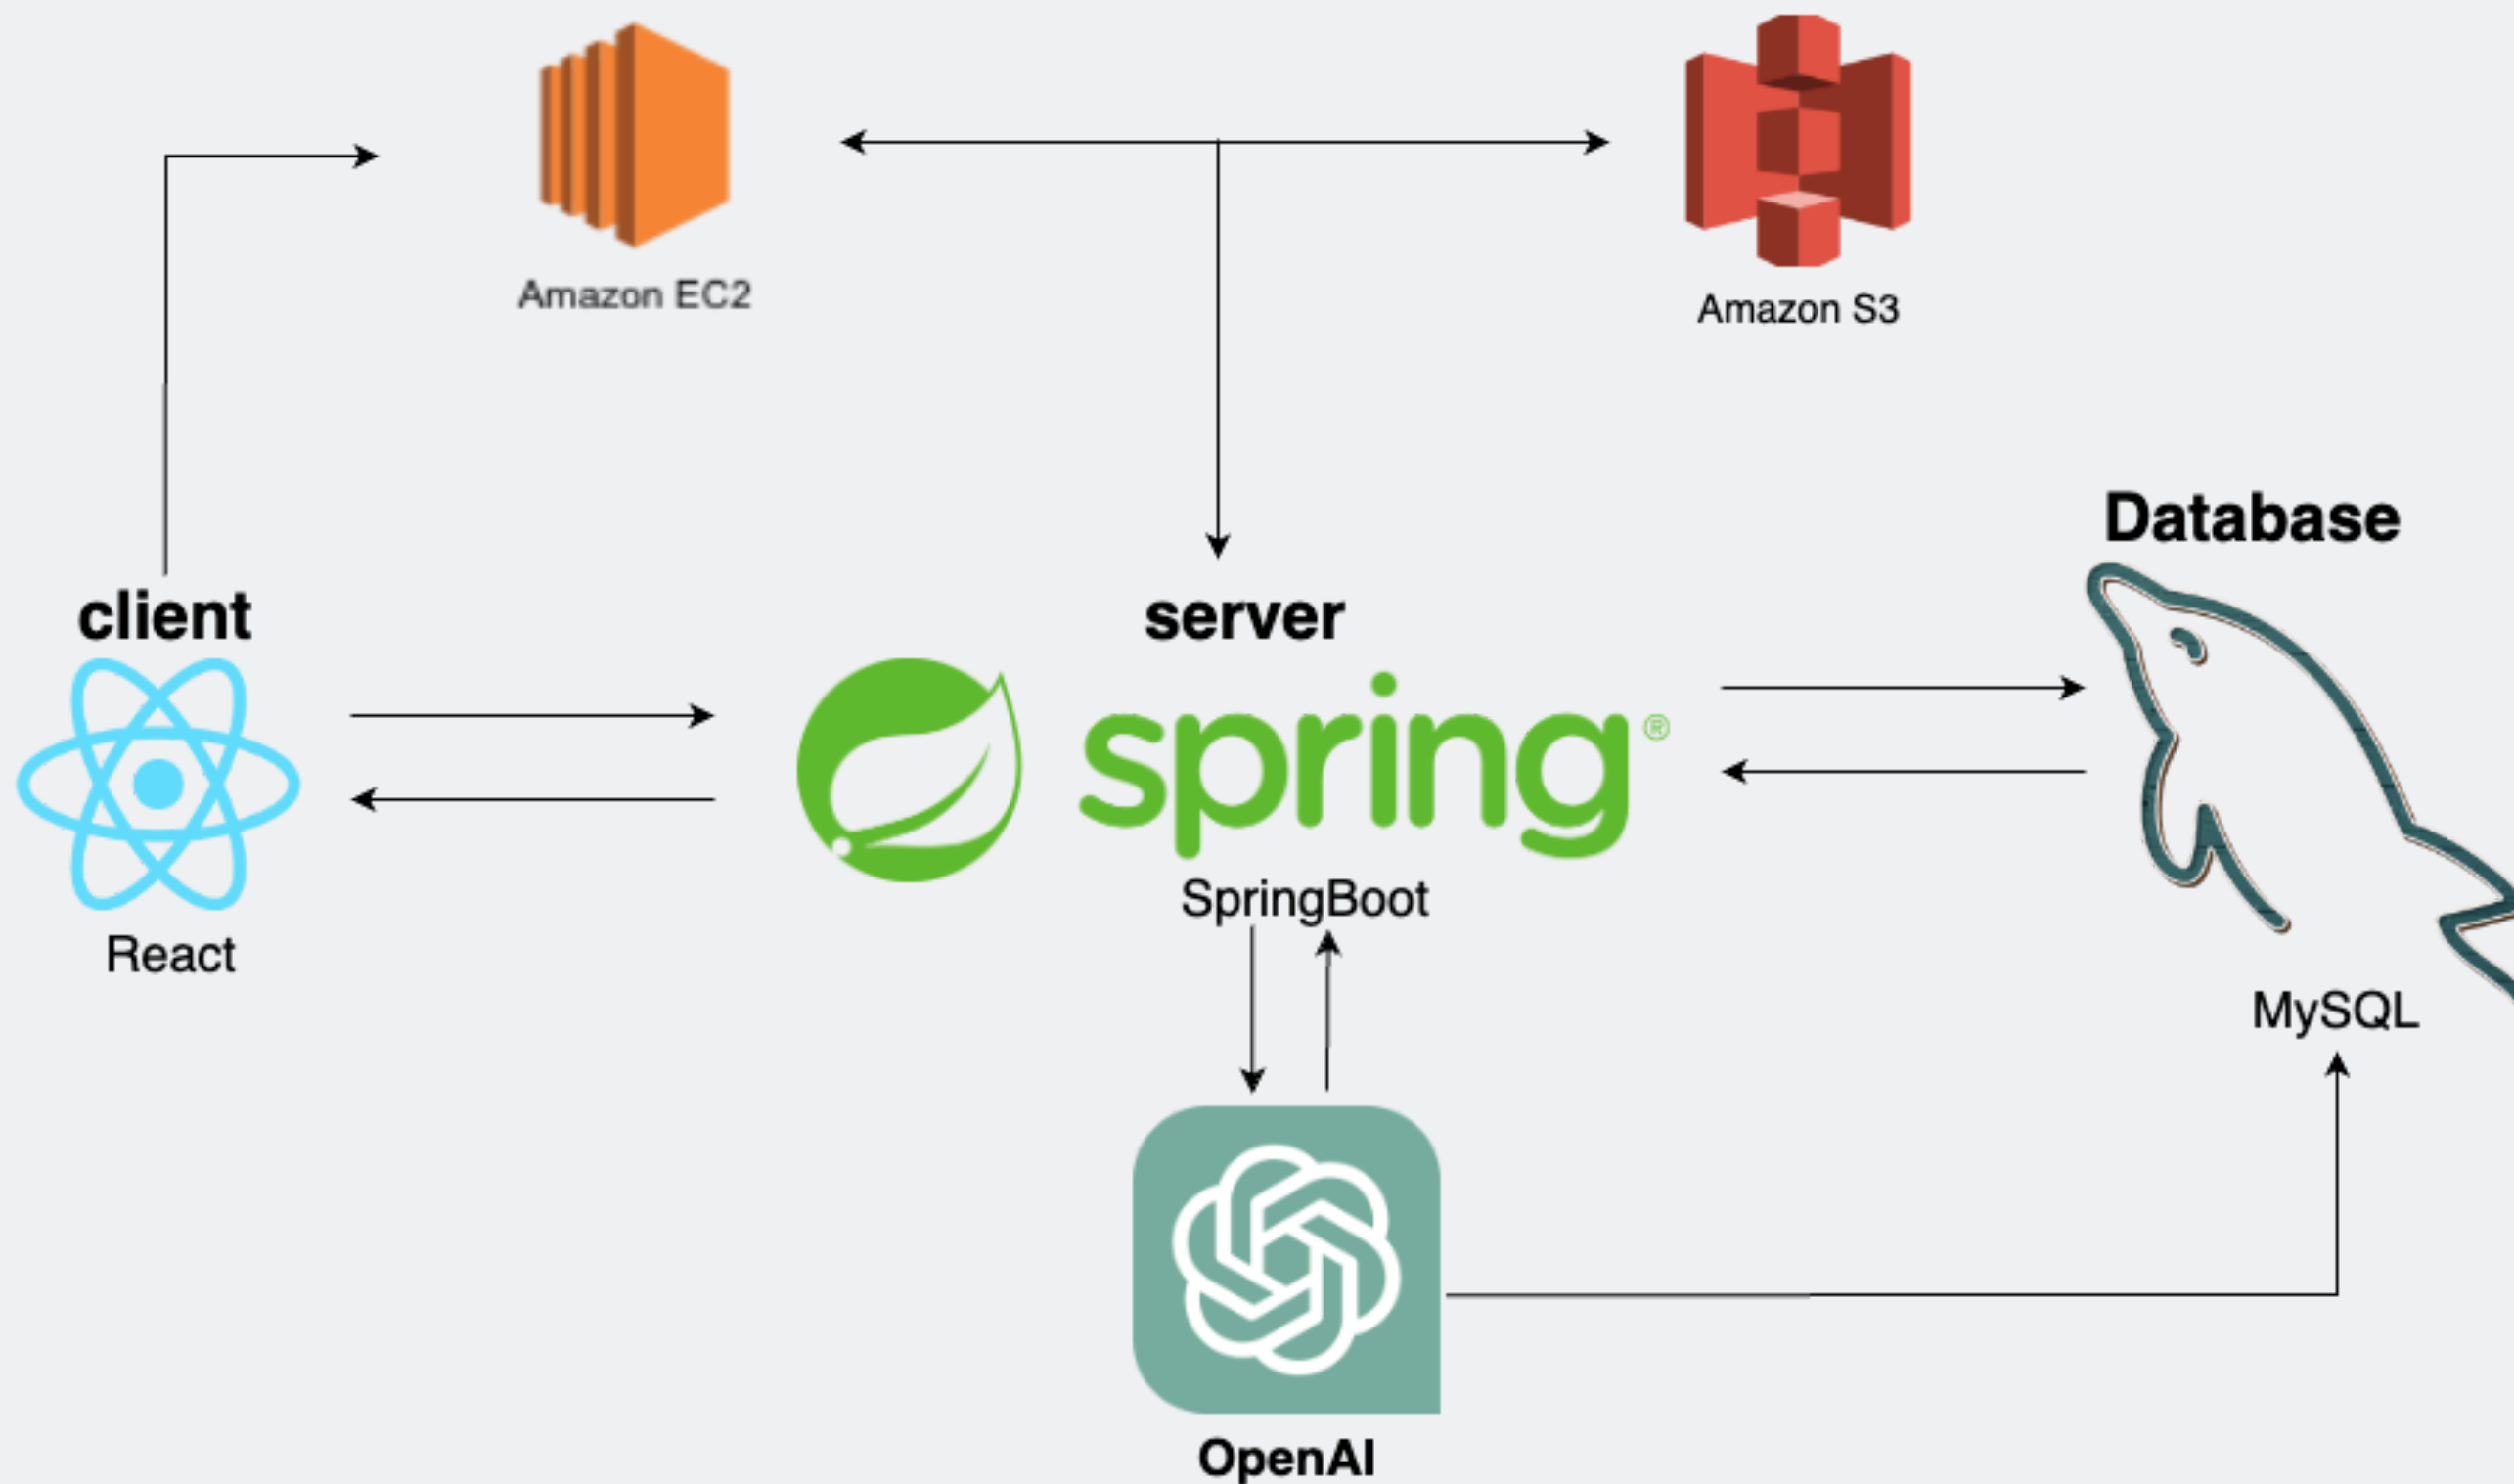 Amazon EC2
Amazon S3
client
server
Database
spring®
React
SpringBoot
MySQL
OpenAI